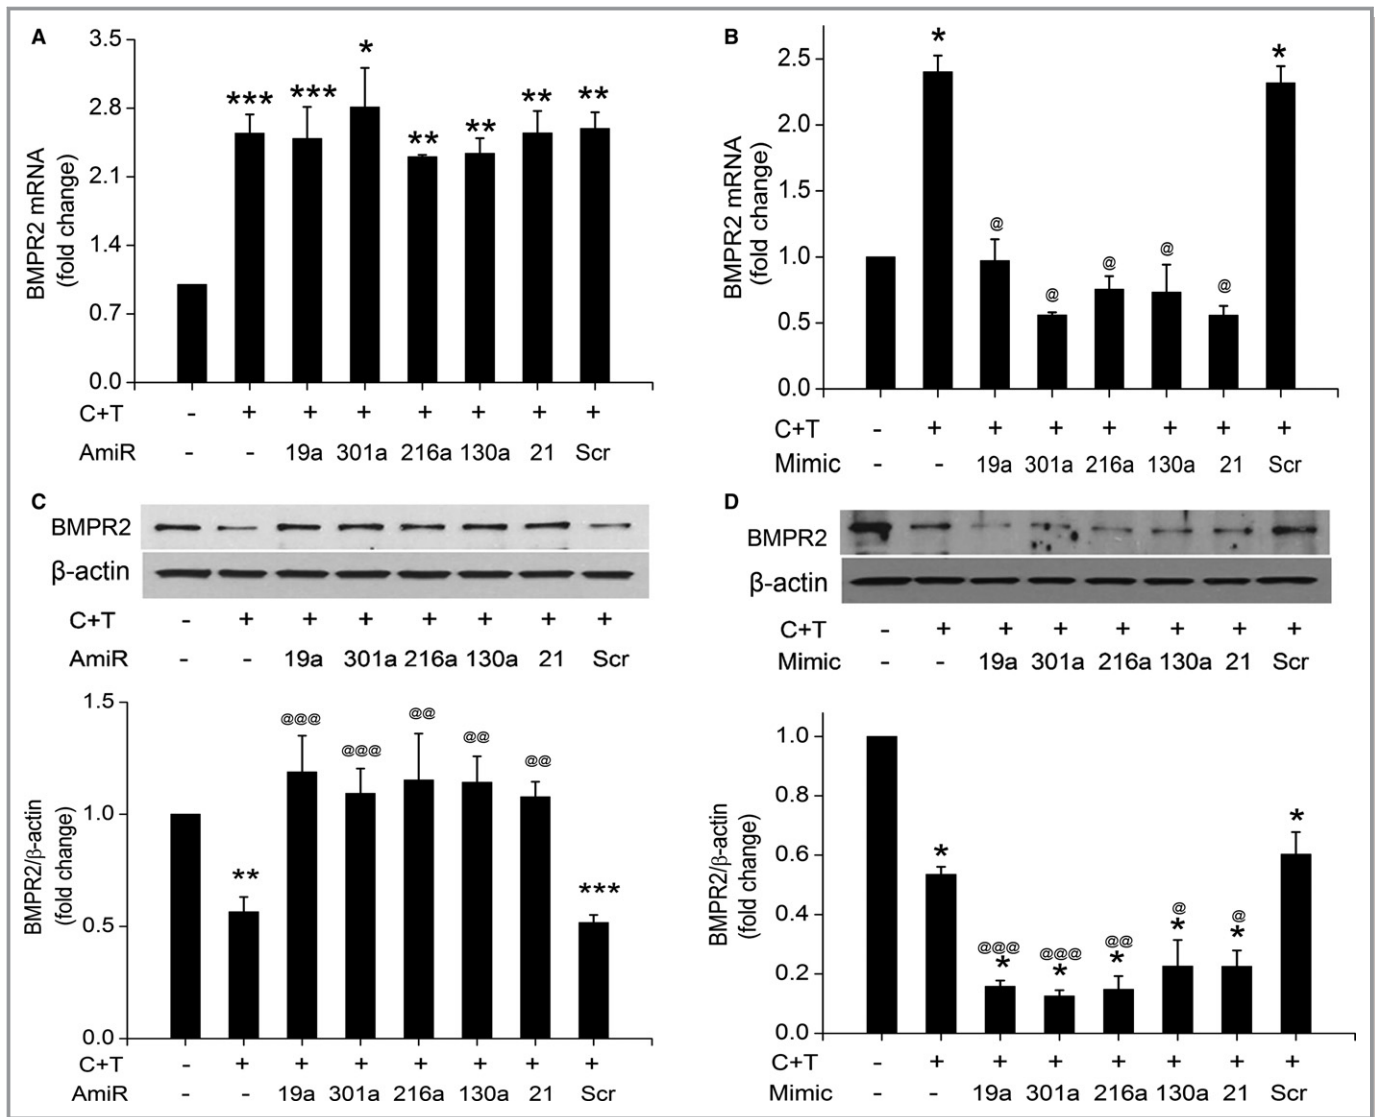 A
3.5
2.8
2.1
1.4
0.7
0.0
BMPR2 mRNA
(fold change)
*** *** * ** ** ** **
C+T - + + + + + + +
AmiR - - 19a 301a 216a 130a 21 Scr
B
2.5
2.0
1.5
1.0
0.5
0.0
BMPR2 mRNA
(fold change)
* @ @ @ @ @ *
C+T - + + + + + + +
Mimic - - 19a 301a 216a 130a 21 Scr
C
BMPR2
β-actin
C+T - + + + + + + +
AmiR - - 19a 301a 216a 130a 21 Scr
1.5
1.0
0.5
0.0
BMPR2/β-actin
(fold change)
** @@@ @@@ @@ @@ @@ ***
C+T - + + + + + + +
AmiR - - 19a 301a 216a 130a 21 Scr
D
BMPR2
β-actin
C+T - + + + + + + +
Mimic - - 19a 301a 216a 130a 21 Scr
1.0
0.8
0.6
0.4
0.2
0.0
BMPR2/β-actin
(fold change)
@@@ @@@ @@ @ @
* * * * * * *
C+T - + + + + + + +
Mimic - - 19a 301a 216a 130a 21 Scr